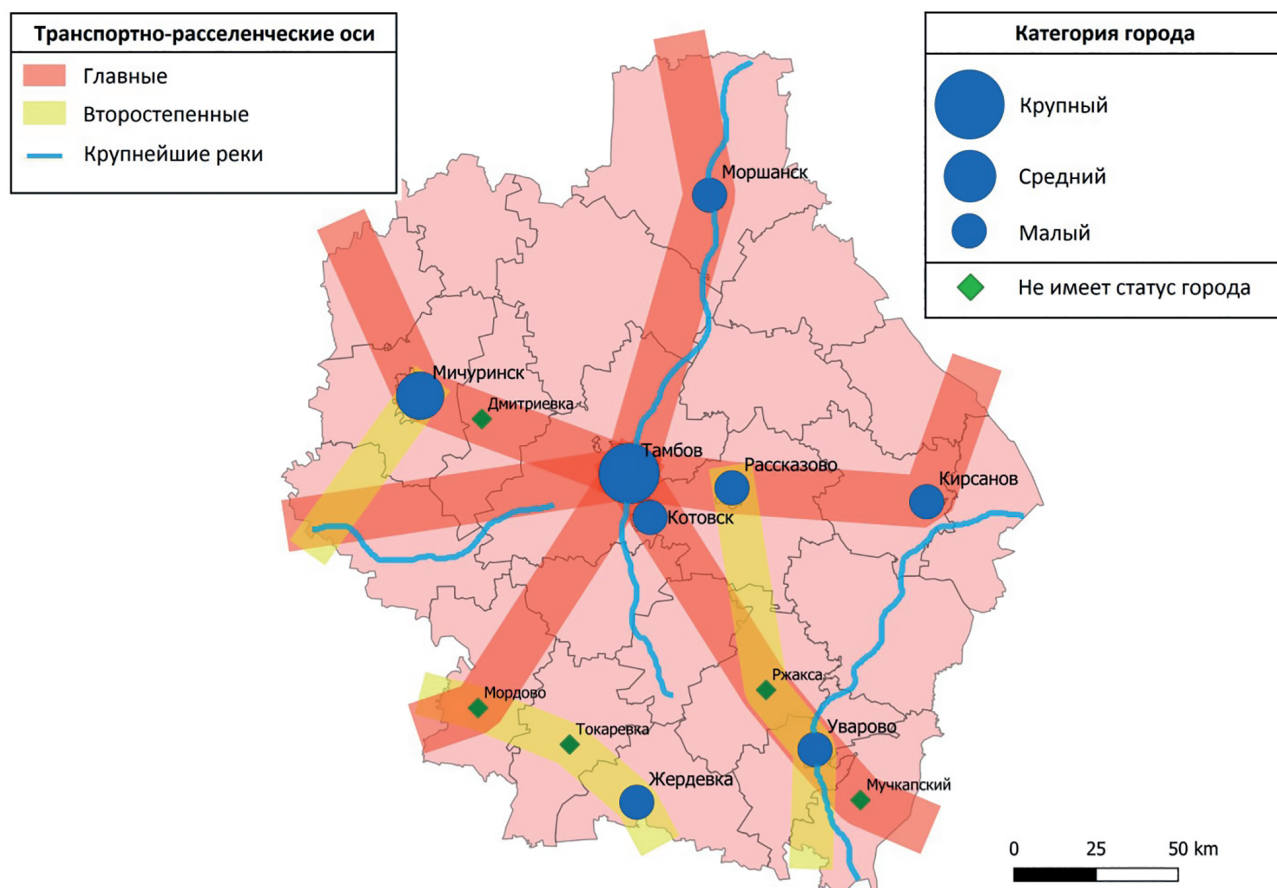 Транспортно-расселенческие оси
Главные
Второстепенные
Крупнейшие реки
Категория города
Крупный
Средний
Малый
Не имеет статус города
Моршанск
Мичуринск
Дмитриевка
Тамбов
Рассказово
Кирсанов
Котовск
Ржакса
Мордово
Токаревка
Уварово
Жердевка
Мучкапский
0 25 50 km